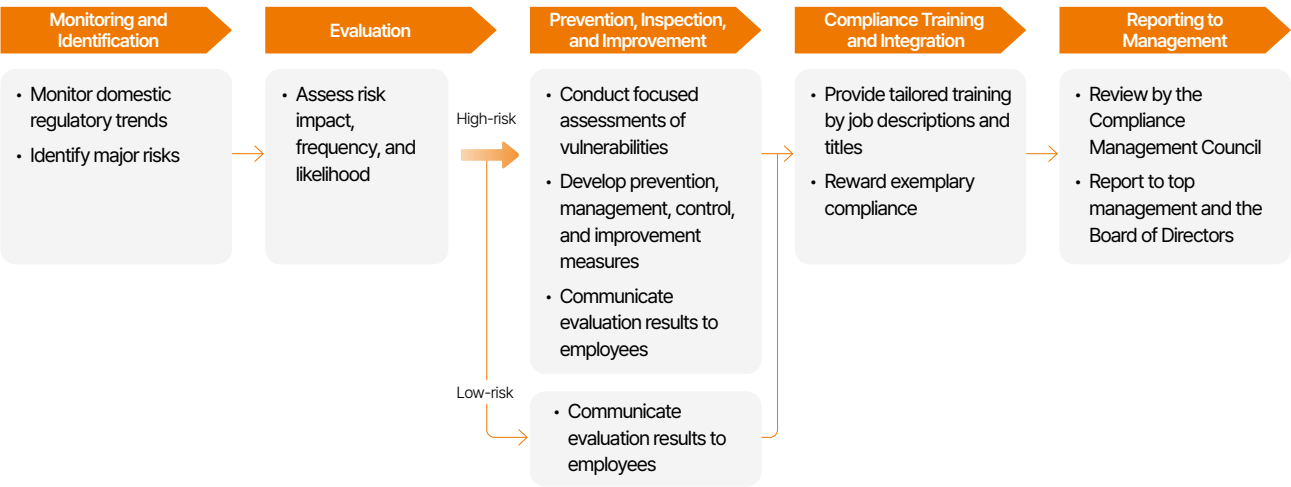 Monitoring and
Identification
Evaluation
Prevention, Inspection,
and Improvement
Compliance Training
and Integration
Reporting to
Management
• Monitor domestic
regulatory trends
• Identify major risks
• Assess risk
impact,
frequency, and
likelihood
High-risk
Low-risk
• Conduct focused
assessments of
vulnerabilities
• Develop prevention,
management, control,
and improvement
measures
• Communicate
evaluation results to
employees
• Communicate
evaluation results to
employees
• Provide tailored training
by job descriptions and
titles
• Reward exemplary
compliance
• Review by the
Compliance
Management Council
• Report to top
management and the
Board of Directors